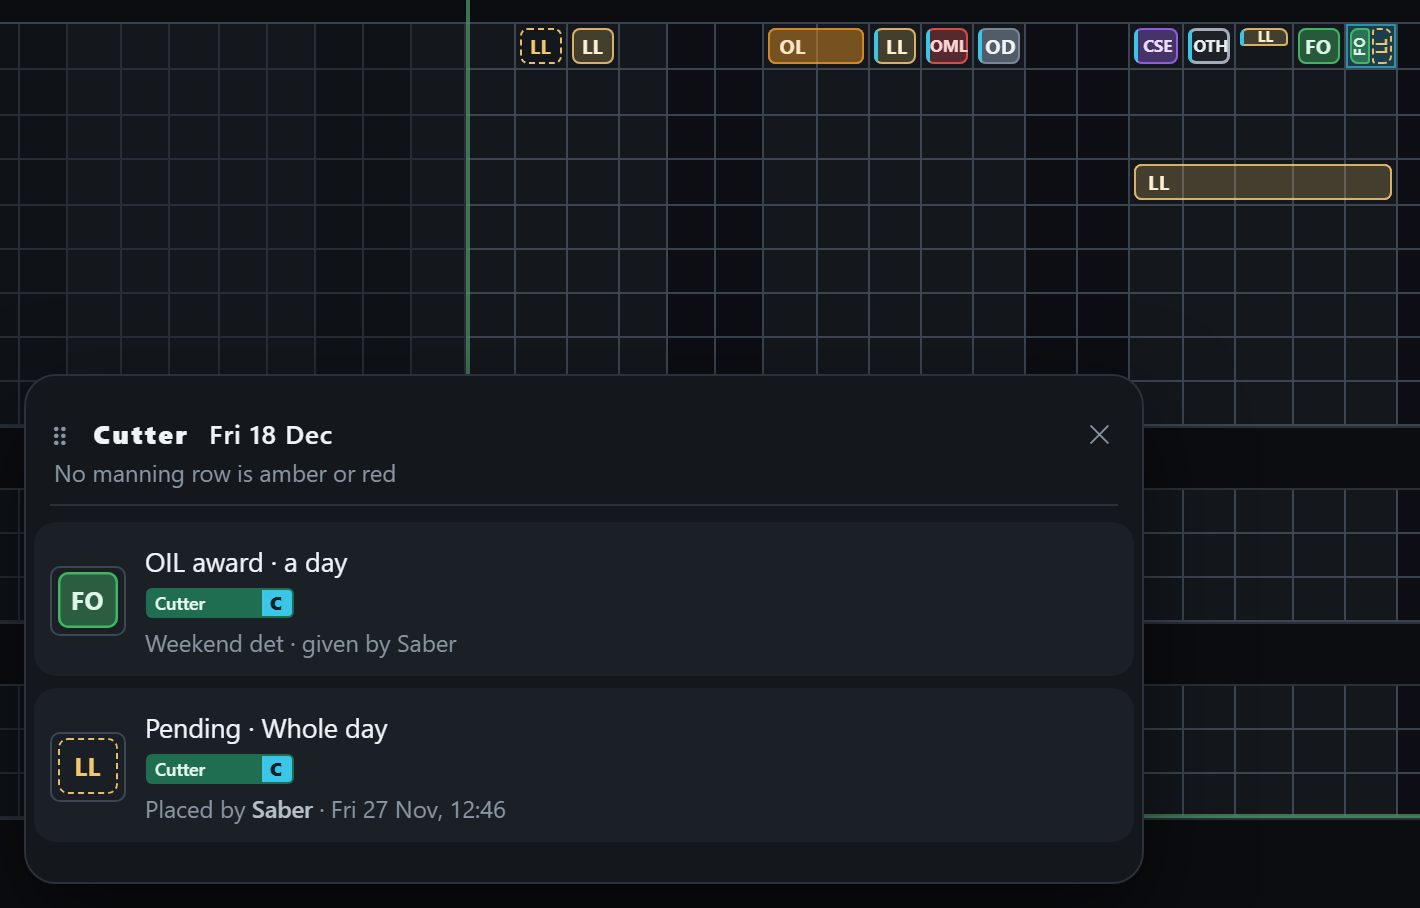 LL LL OL LL OML OD CSE OTH LL FO FO LL
LL
Cutter Fri 18 Dec
No manning row is amber or red
FO
OIL award · a day
Cutter C
Weekend det · given by Saber
LL
Pending · Whole day
Cutter C
Placed by Saber · Fri 27 Nov, 12:46